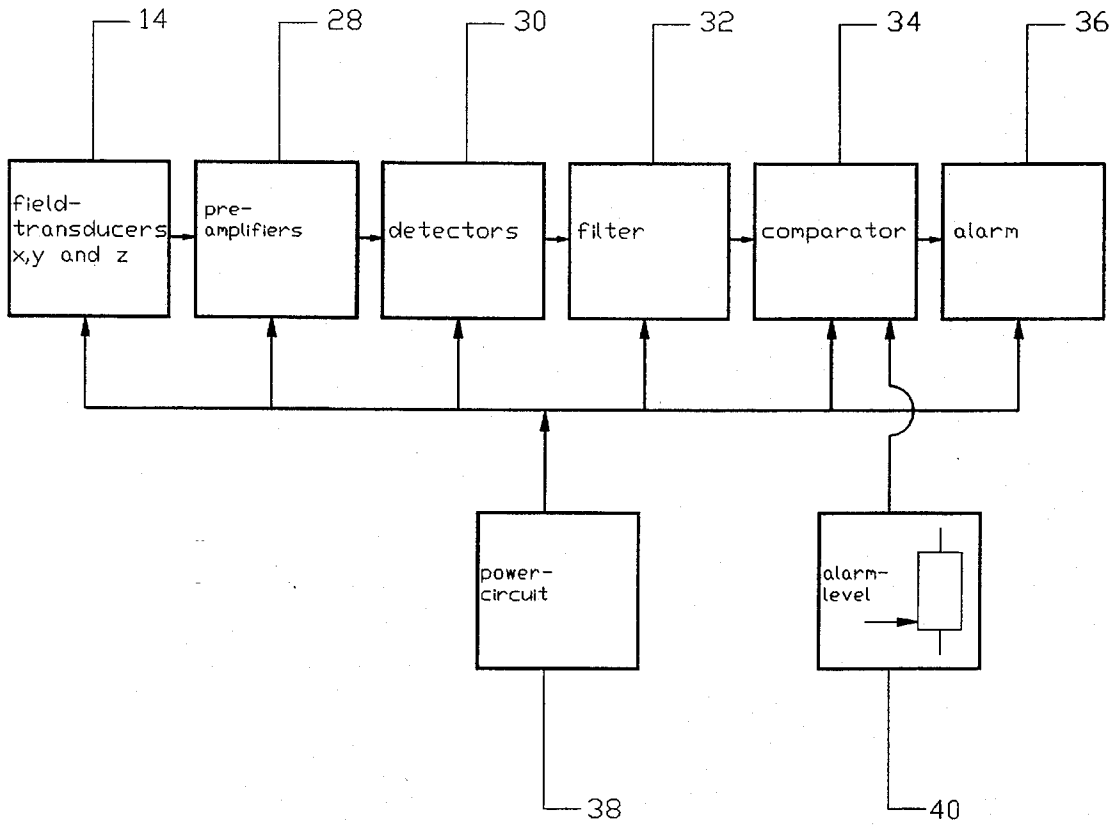 14
28
30
32
34
36
field-
transducers
x,y and z
pre-
amplifiers
detectors
filter
comparator
alarm
power-
circuit
alarm-
level
38
40